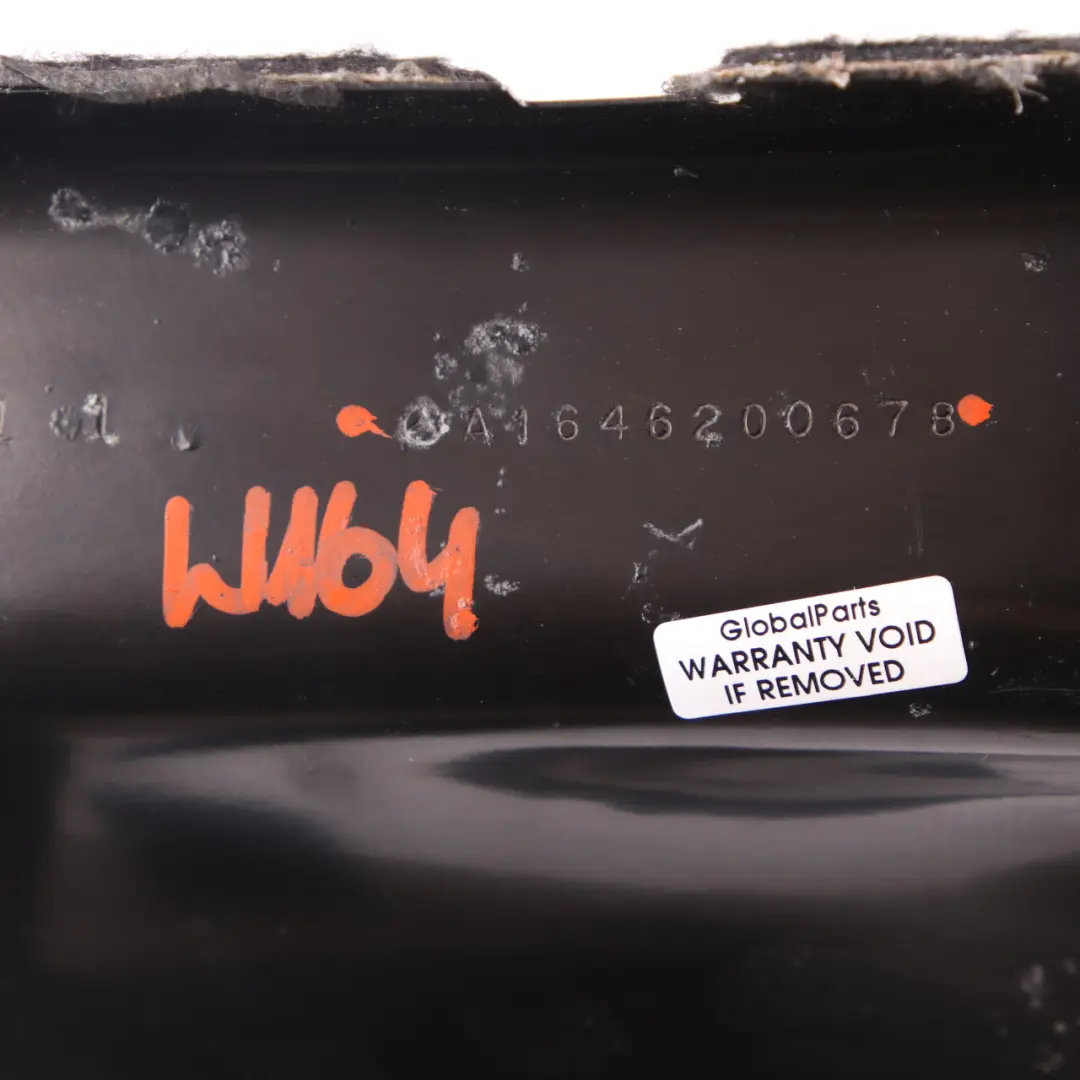 A1646200678
W164
GlobalParts
WARRANTY VOID
IF REMOVED